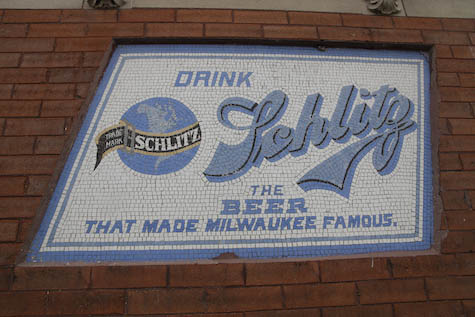 DRINK
Schlitz
TRADE
MARK
SCHLITZ
THE
BEER
THAT MADE MILWAUKEE FAMOUS.